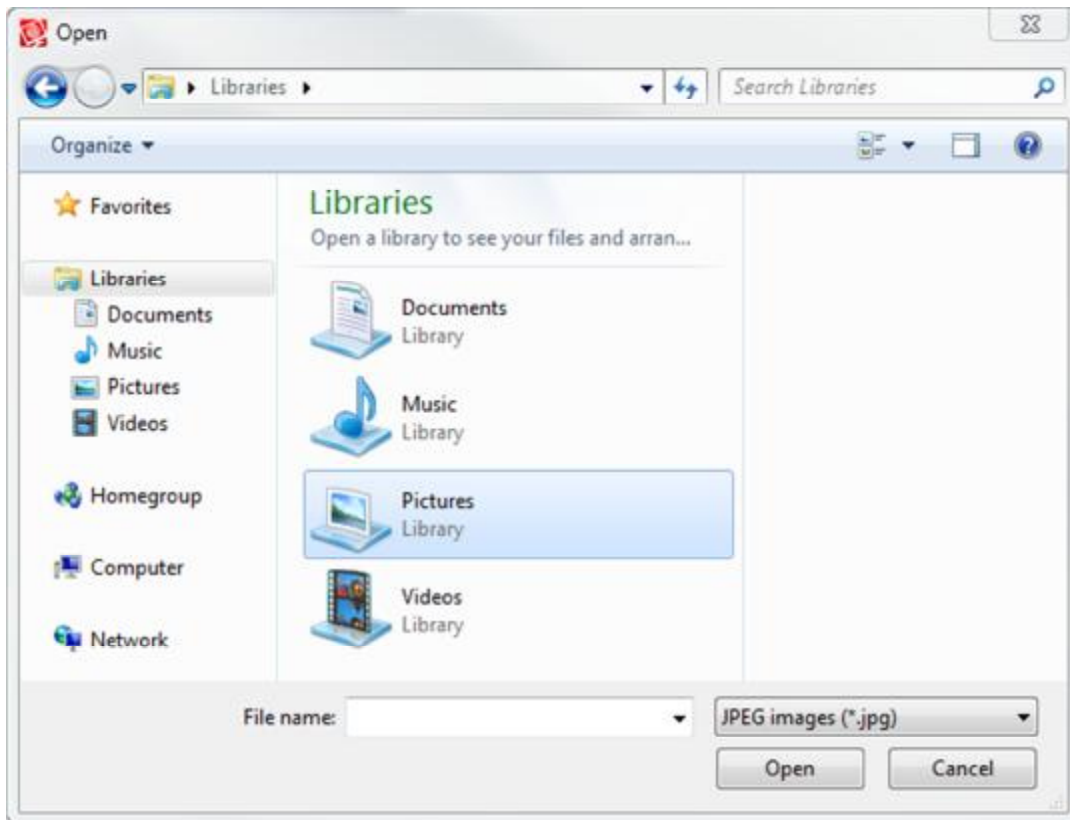 Open
Libraries
Search Libraries
Organize
Favorites
Libraries
Documents
Music
Pictures
Videos
Homegroup
Computer
Network
Libraries
Open a library to see your files and arran...
Documents
Library
Music
Library
Pictures
Library
Videos
Library
File name:
JPEG images (*.jpg)
Open
Cancel